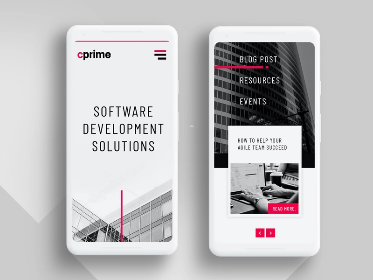 cprime
SOFTWARE
DEVELOPMENT
SOLUTIONS
BLOG POST
RESOURCES
EVENTS
HOW TO HELP YOUR
AGILE TEAM SUCCEED
READ MORE